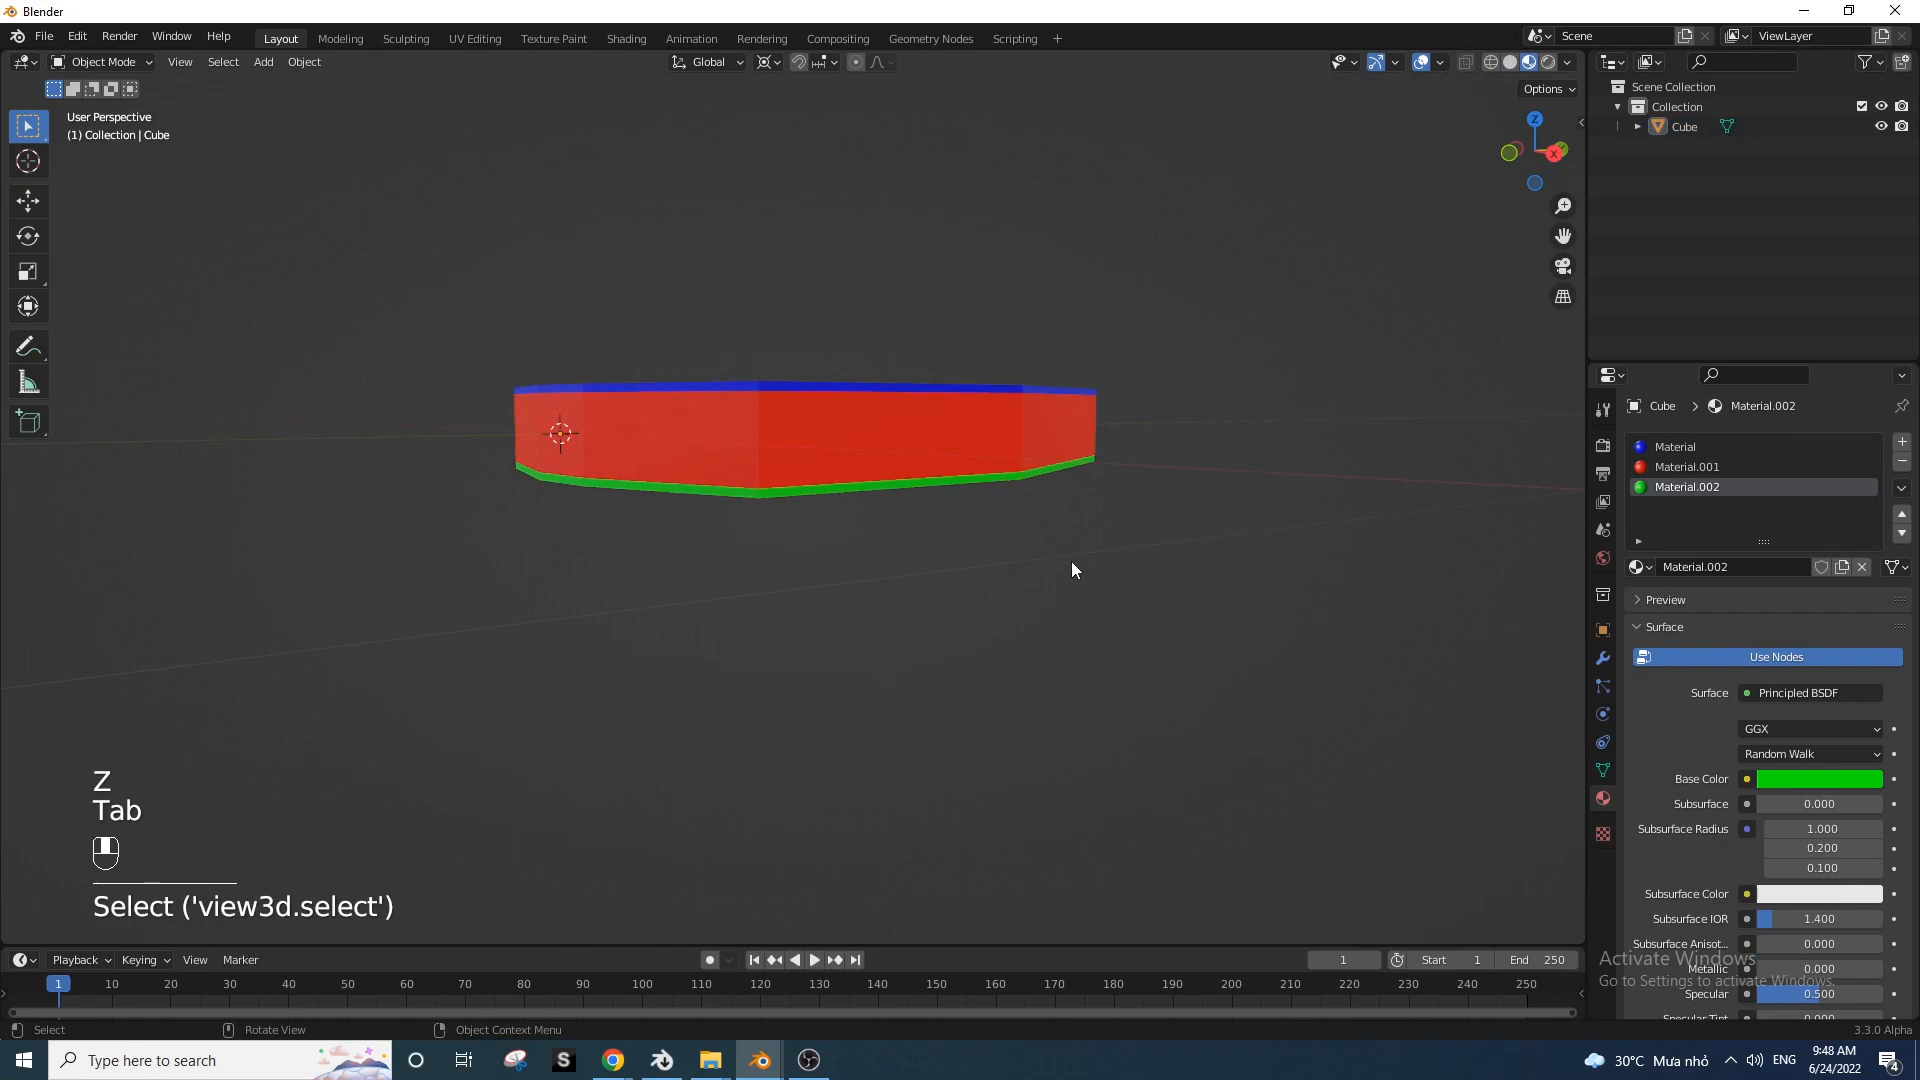 Blender
File Edit Render Window Help Layout Modeling Sculpting UV Editing Texture Paint Shading Animation Rendering Compositing Geometry Nodes Scripting + Scene ViewLayer
Object Mode View Select Add Object Global
Options
User Perspective
(1) Collection | Cube
Z
X
Scene Collection
Collection
Cube
Cube > Material.002
Material
Material.001
Material.002
Material.002
Preview
Surface
Use Nodes
Surface Principled BSDF
GGX
Random Walk
Base Color
Subsurface 0.000
Subsurface Radius 1.000
0.200
0.100
Subsurface Color
Subsurface IOR 1.400
Subsurface Anisot... 0.000
Metallic 0.000
Specular 0.500
Specular Tint 0.000
Activate Windows
Go to Settings to activate Windows.
Z
Tab
Select ('view3d.select')
Playback Keying View Marker 1 Start 1 End 250
1 10 20 30 40 50 60 70 80 90 100 110 120 130 140 150 160 170 180 190 200 210 220 230 240 250
Select Rotate View Object Context Menu 3.3.0 Alpha
Type here to search
30°C Mưa nhỏ ENG 9:48 AM
6/24/2022
4